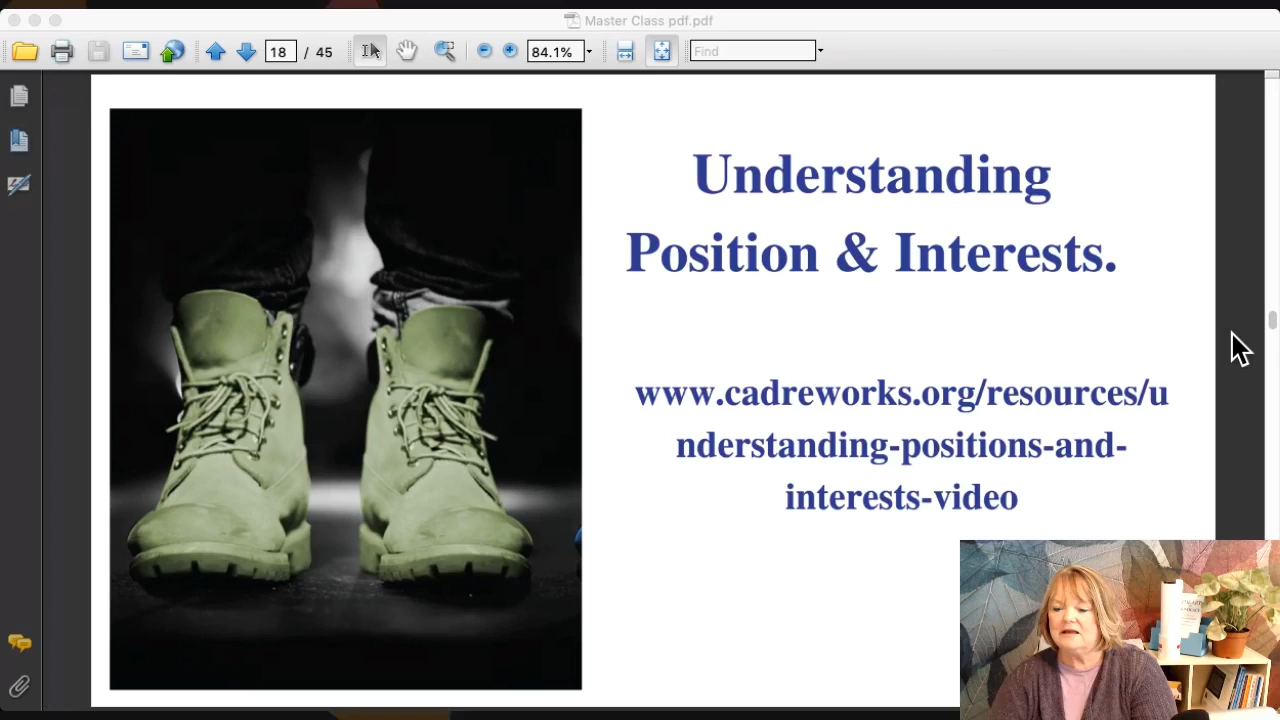 Master Class pdf.pdf
18 / 45
84.1%
Find
Understanding
Position & Interests.
www.cadreworks.org/resources/u
nderstanding-positions-and-
interests-video